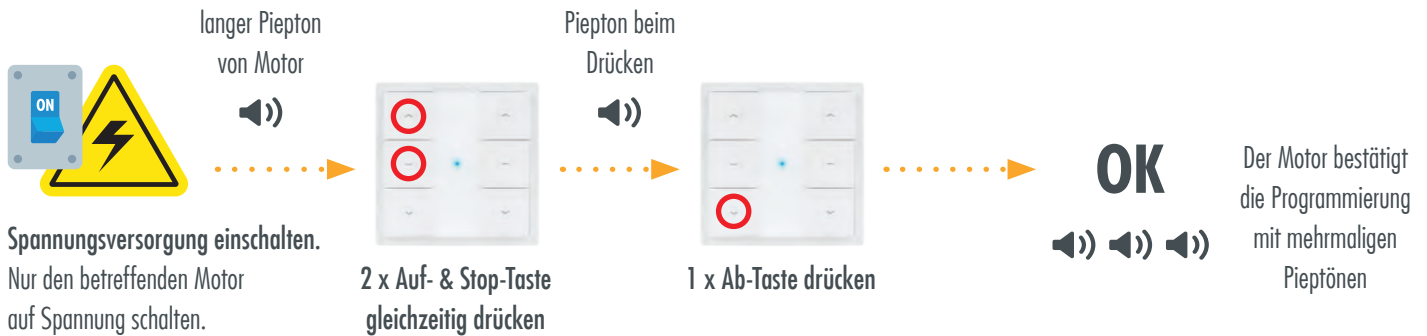 langer Piepton
von Motor
Piepton beim
Drücken
ON
OK
Der Motor bestätigt
die Programmierung
mit mehrmaligen
Pieptönen
Spannungsversorgung einschalten.
Nur den betreffenden Motor
auf Spannung schalten.
2 x Auf- & Stop-Taste
gleichzeitig drücken
1 x Ab-Taste drücken